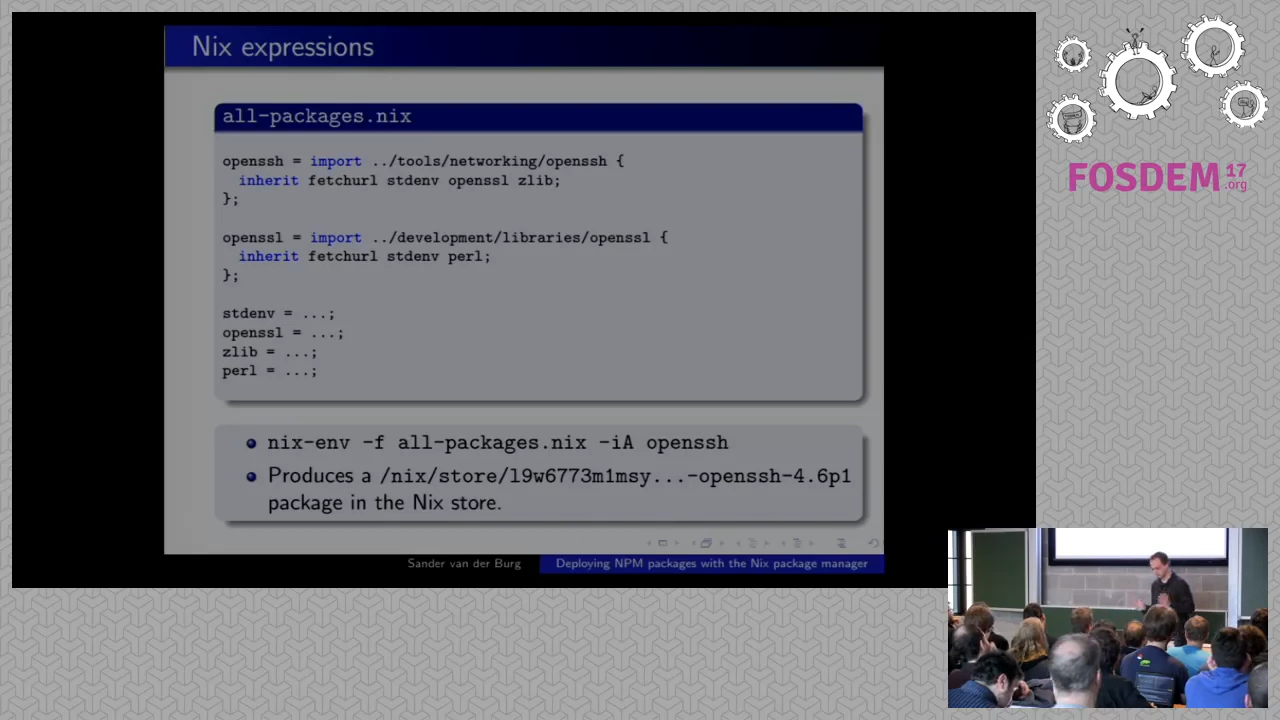 Nix expressions
all-packages.nix
openssh = import ../tools/networking/openssh {
inherit fetchurl stdenv openssl zlib;
};
openssl = import ../development/libraries/openssl {
inherit fetchurl stdenv perl;
};
stdenv = ...;
openssl = ...;
zlib = ...;
perl = ...;
nix-env -f all-packages.nix -iA openssh
Produces a /nix/store/l9w6773m1msy...-openssh-4.6p1
package in the Nix store.
Sander van der Burg
Deploying NPM packages with the Nix package manager
FOSDEM 17
.org